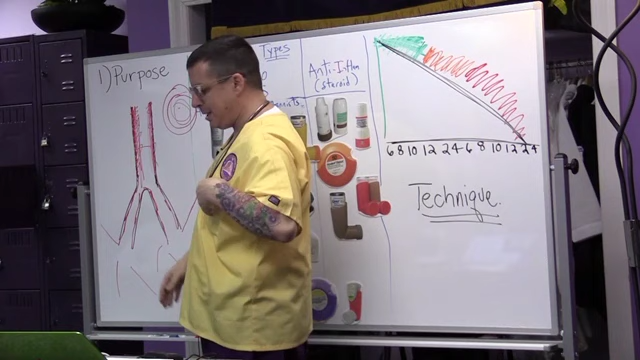 1) Purpose
Types
Anti-Inflam
(steroid)
6 8 10 12 2 4 6 8 10 12 2 4
Technique